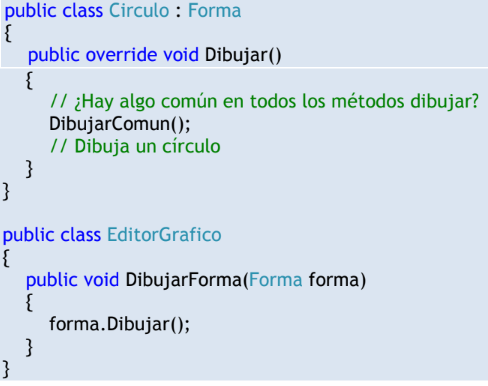 public class Circulo : Forma
{
public override void Dibujar()
{
// ¿Hay algo común en todos los métodos dibujar?
DibujarComun();
// Dibuja un círculo
}
}
public class EditorGrafico
{
public void DibujarForma(Forma forma)
{
forma.Dibujar();
}
}